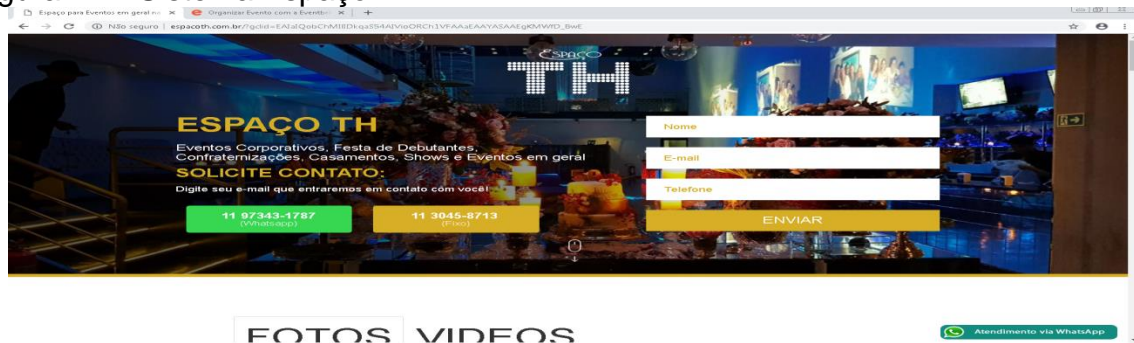 Espaço para Eventos em geral no
Organizar Evento com a Eventbri
Não seguro | espacoth.com.br/
ESPAÇO
TH
ESPAÇO TH
Eventos Corporativos, Festa de Debutantes,
Confraternizações, Casamentos, Shows e Eventos em geral
SOLICITE CONTATO:
Digite seu e-mail que entraremos em contato com você!
11 97343-1787
(Whatsapp)
11 3045-8713
(Fixo)
Nome
E-mail
Telefone
ENVIAR
FOTOS VIDEOS
Atendimento via WhatsApp